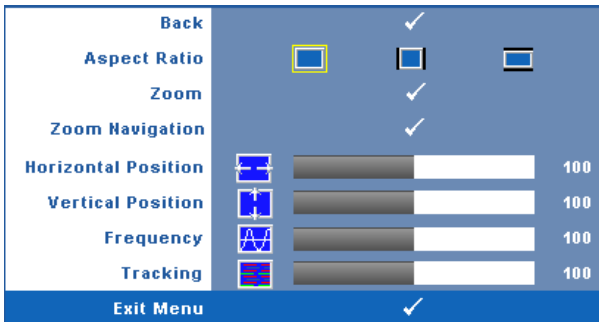 Back
Aspect Ratio
Zoom
Zoom Navigation
Horizontal Position 100
Vertical Position 100
Frequency 100
Tracking 100
Exit Menu